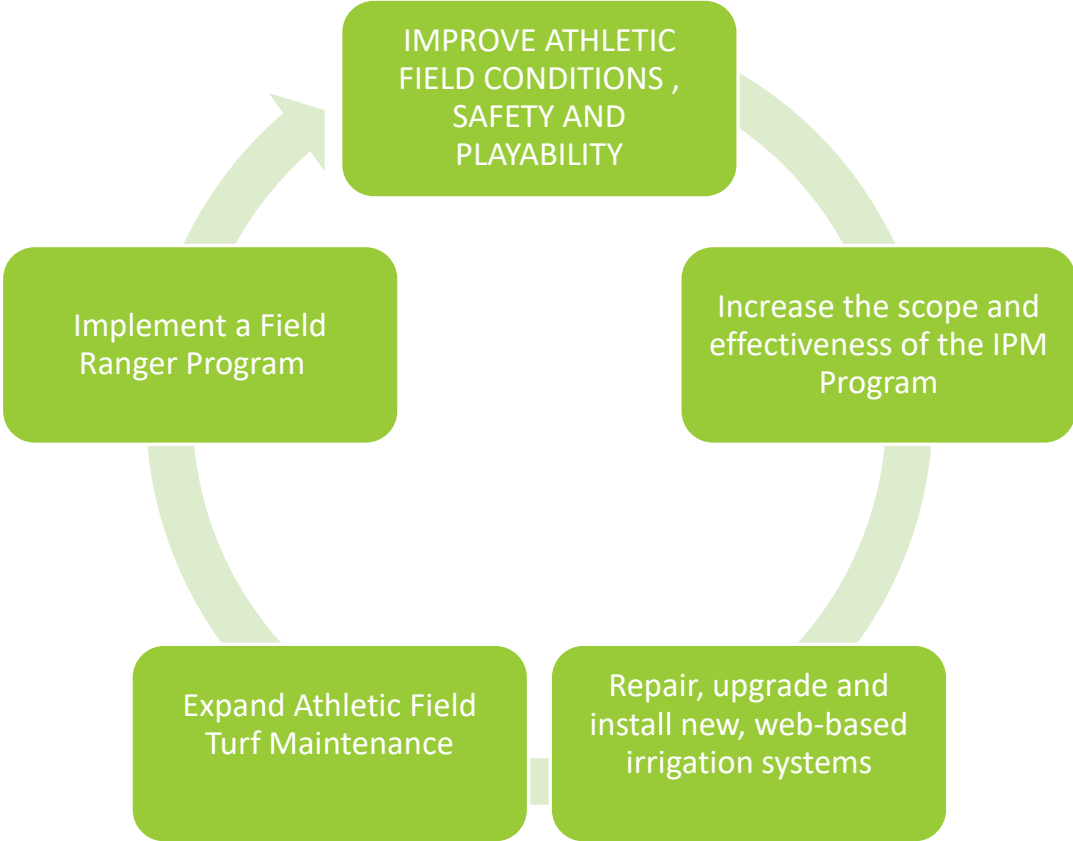 IMPROVE ATHLETIC
FIELD CONDITIONS ,
SAFETY AND
PLAYABILITY
Increase the scope and
effectiveness of the IPM
Program
Repair, upgrade and
install new, web-based
irrigation systems
Expand Athletic Field
Turf Maintenance
Implement a Field
Ranger Program